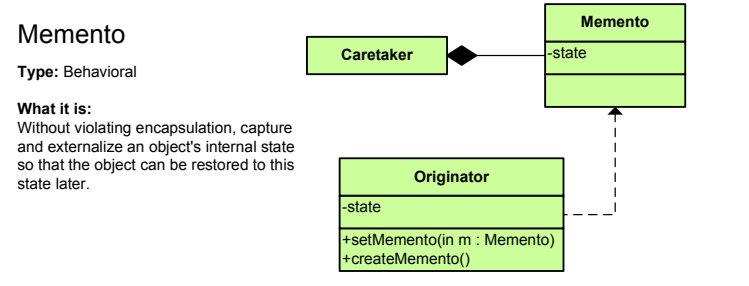 Memento
Type: Behavioral
What it is:
Without violating encapsulation, capture
and externalize an object's internal state
so that the object can be restored to this
state later.
Caretaker
Memento
-state
Originator
-state
+setMemento(in m : Memento)
+createMemento()